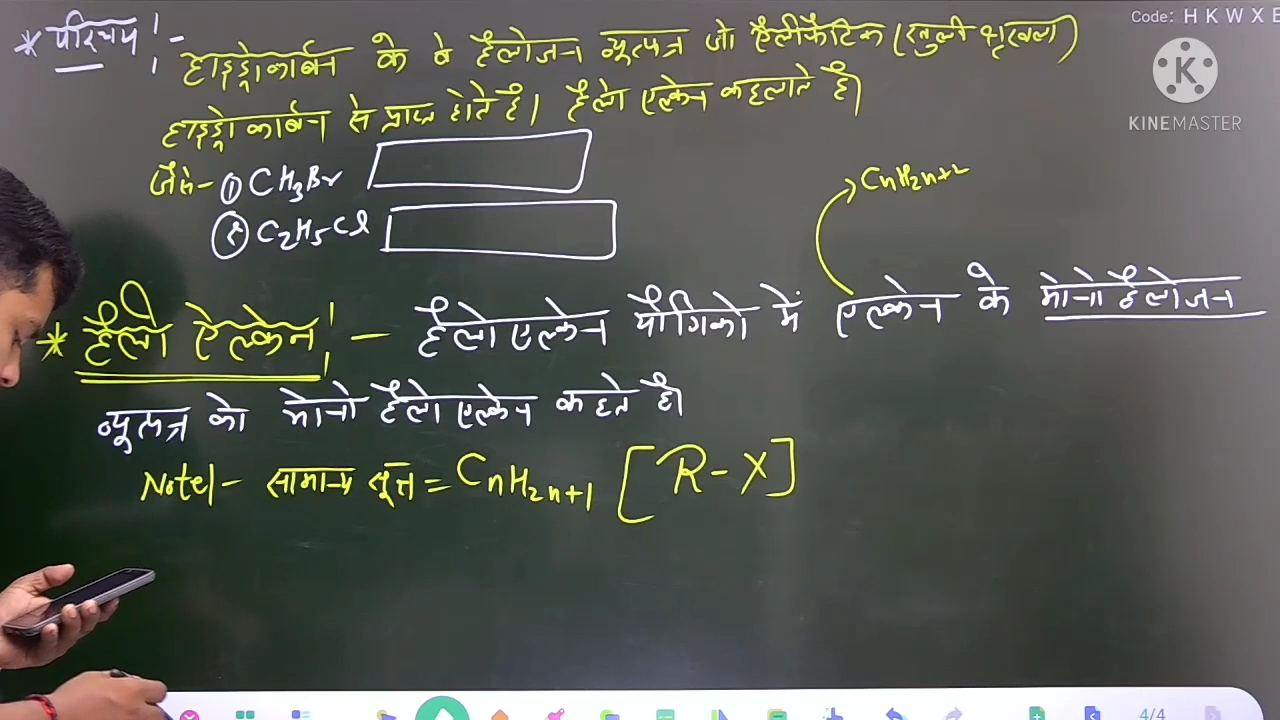 Code: H K W X E
K
KINEMASTER
* परिचय :- हाइड्रोकार्बन के वे हैलोजन व्युत्पन्न जो ऐलीफैटिक (खुली श्रृंखला)
हाइड्रोकार्बन से प्राप्त होते है। हैलो एल्केन कहलाते है।
जैसे- ① CH₃Br
② C₂H₅Cl
CnH2n+2
* हैलो ऐल्केन :- हैलो एल्केन यौगिको में एल्केन के मोनो हैलोजन
व्युत्पन्न को मोनो हैलो एल्केन कहते है।
Note:- सामान्य सूत्र = CnH2n+1 [R-X]
4/4